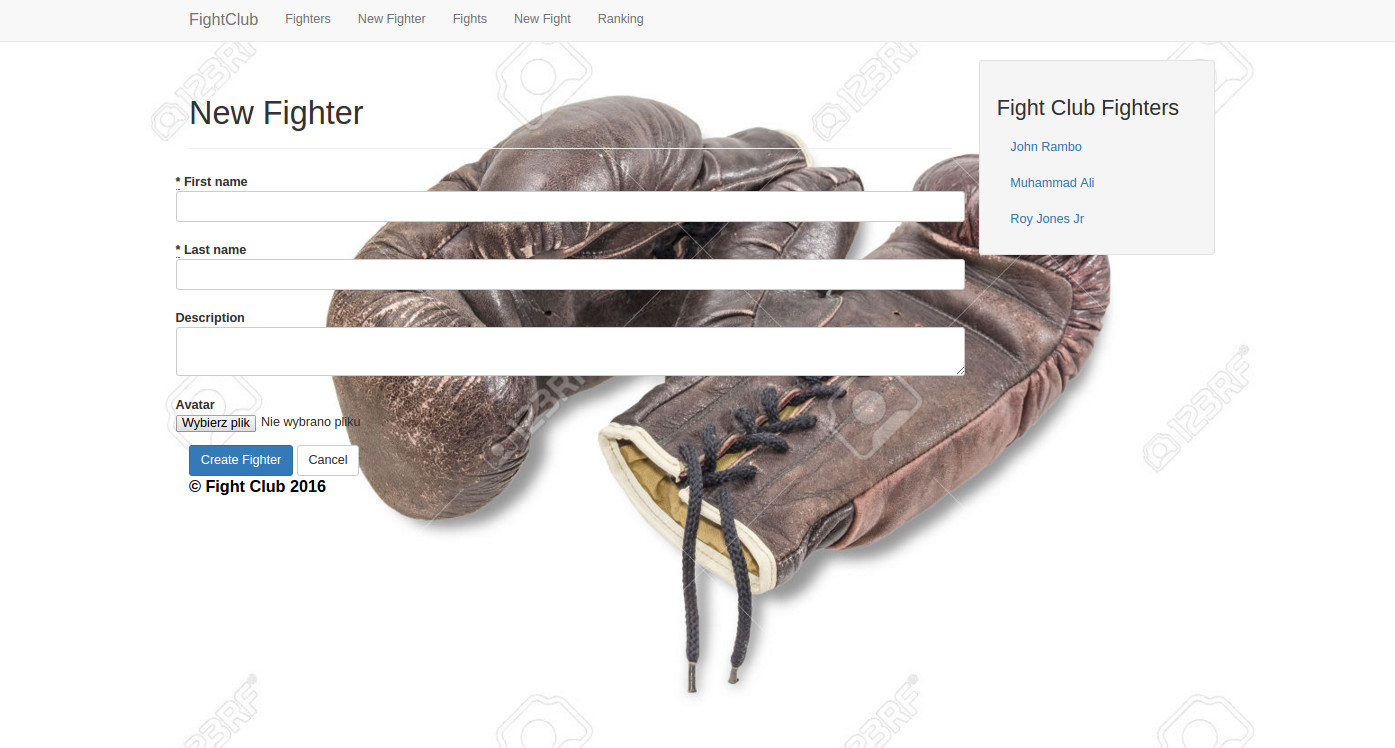 FightClub Fighters New Fighter Fights New Fight Ranking
New Fighter
* First name
* Last name
Description
Avatar
Wybierz plik Nie wybrano pliku
Create Fighter Cancel
© Fight Club 2016
Fight Club Fighters
John Rambo
Muhammad Ali
Roy Jones Jr
123RF
123RF
123RF
123RF
123RF
123RF